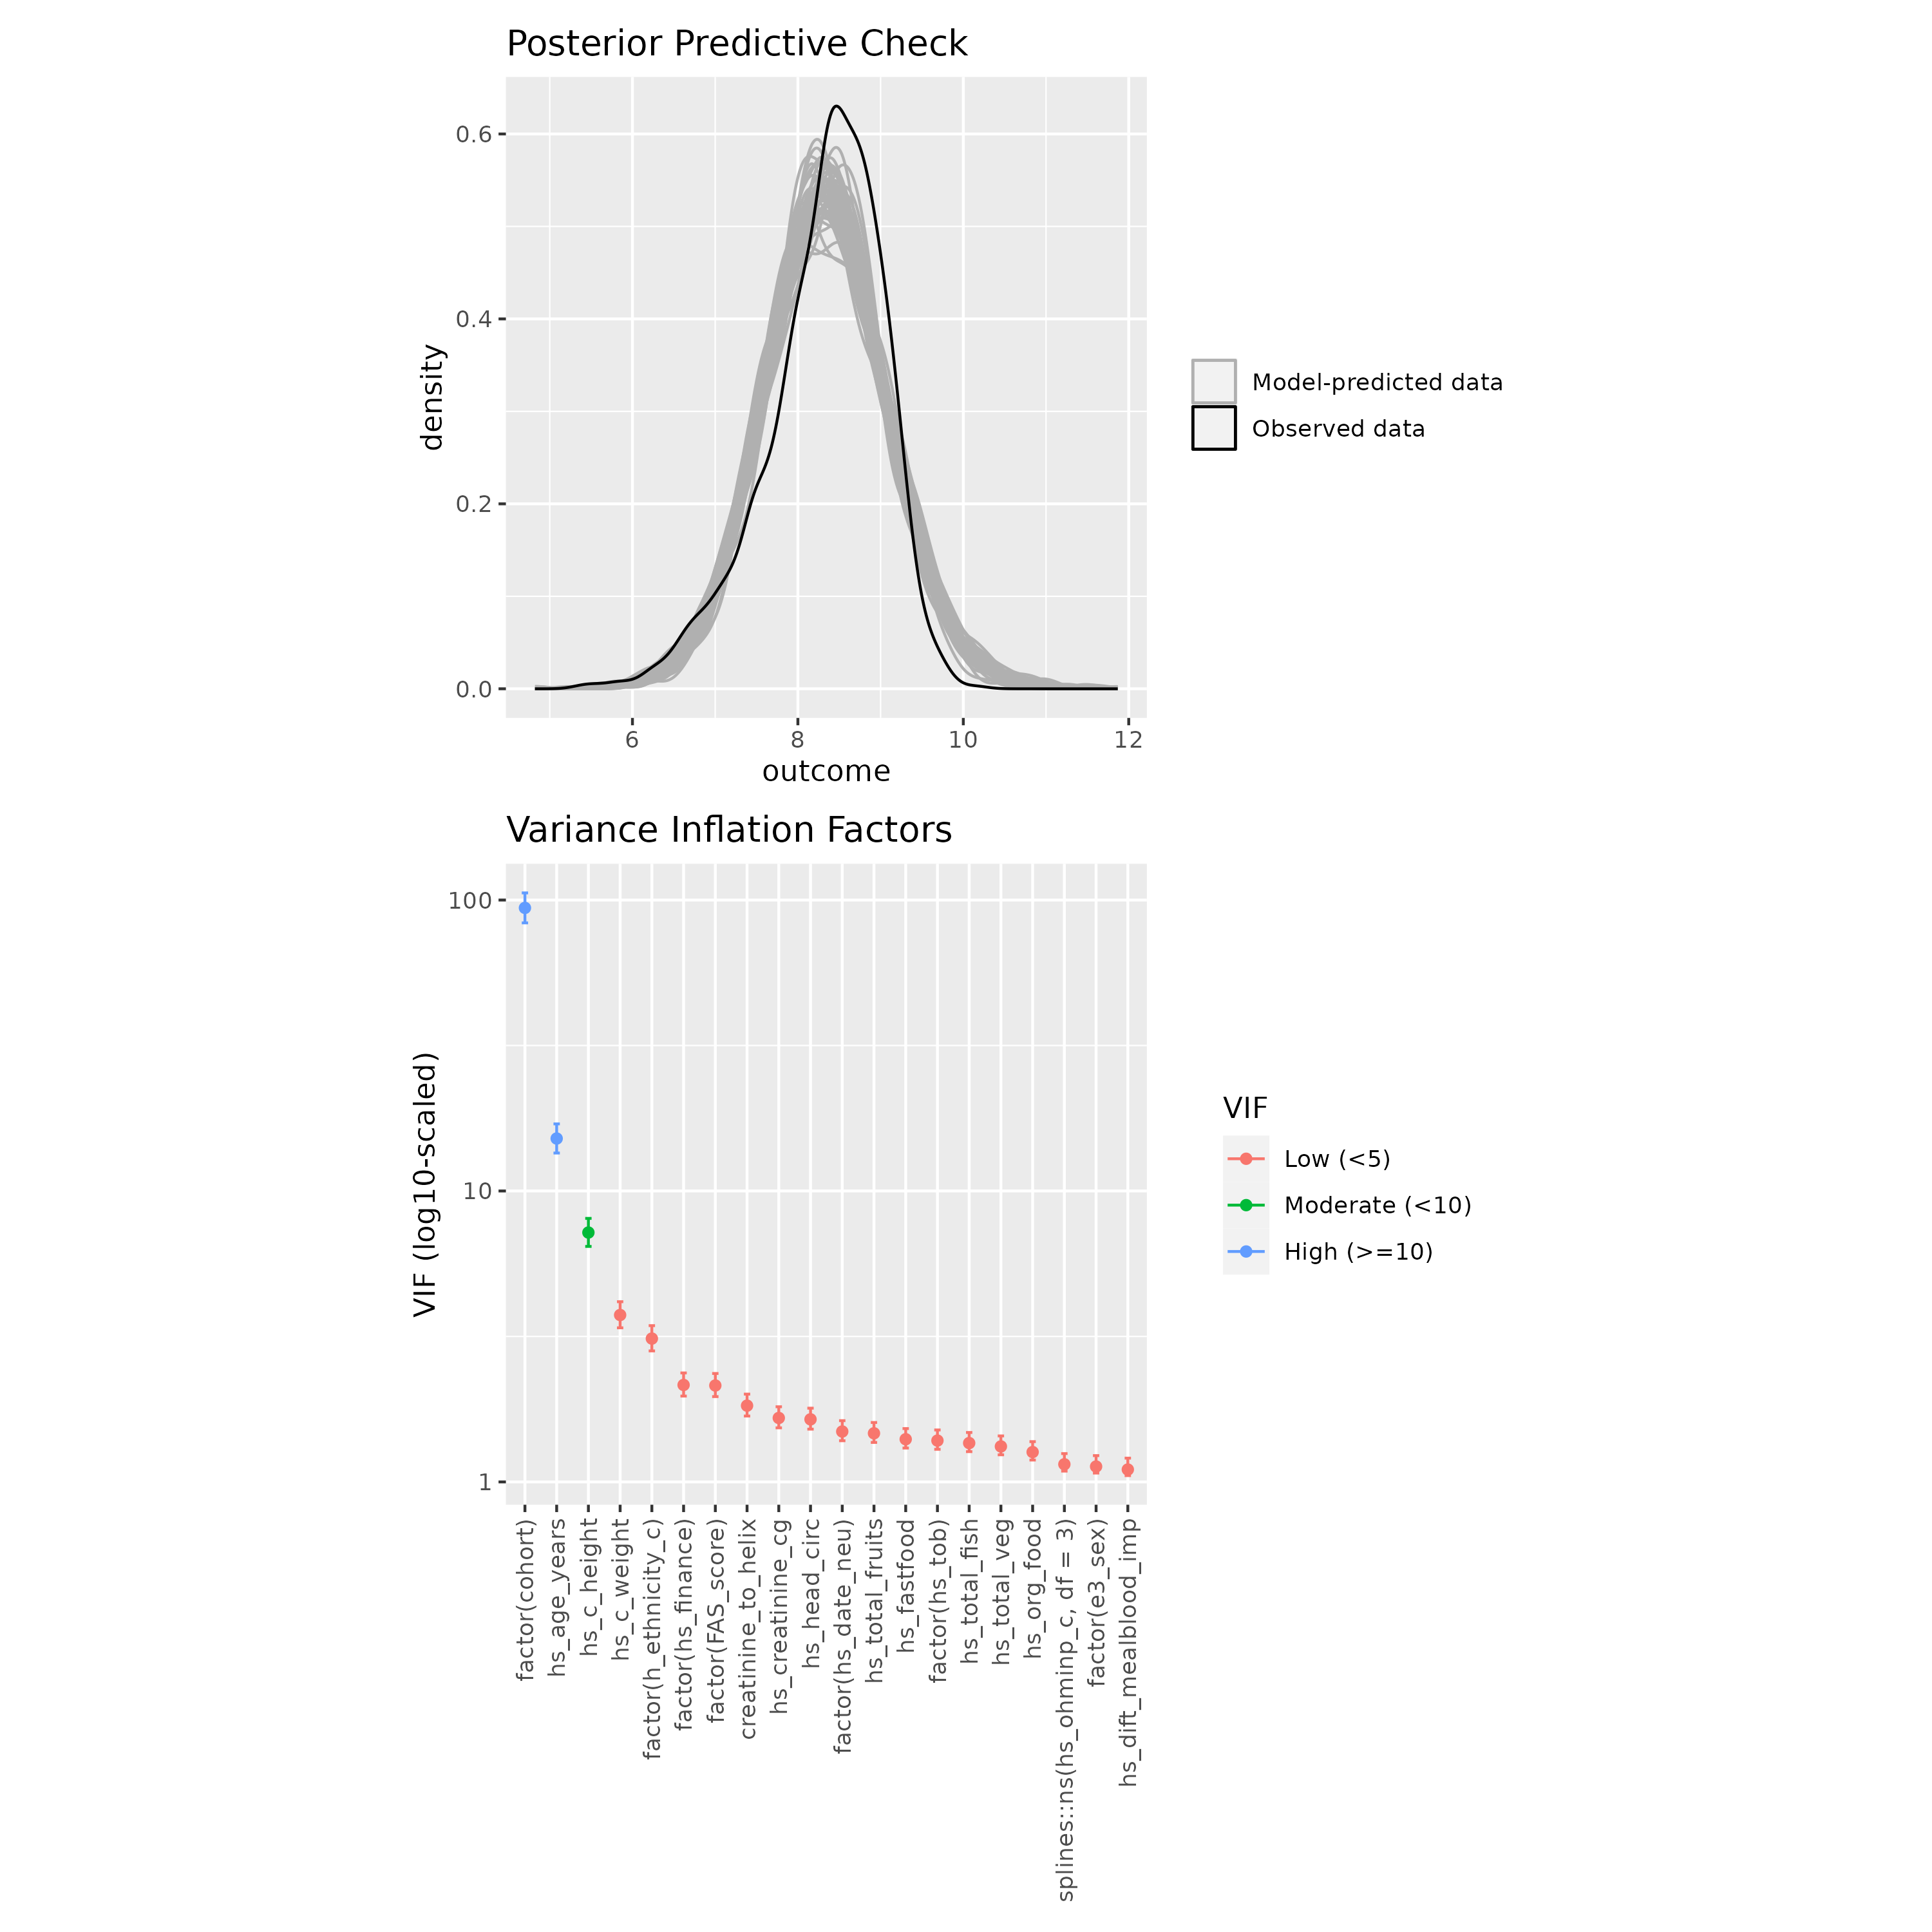 Posterior Predictive Check
0.6
0.4
0.2
0.0
density
6
8
10
12
outcome
Model-predicted data
Observed data
Variance Inflation Factors
100
10
1
VIF (log10-scaled)
factor(cohort)
hs_age_years
hs_c_height
hs_c_weight
factor(h_ethnicity_c)
factor(hs_finance)
factor(FAS_score)
creatinine_to_helix
hs_creatinine_cg
hs_head_circ
factor(hs_date_neu)
hs_total_fruits
hs_fastfood
factor(hs_tob)
hs_total_fish
hs_total_veg
hs_org_food
splines::ns(hs_ohminp_c, df = 3)
factor(e3_sex)
hs_dift_mealblood_imp
VIF
Low (<5)
Moderate (<10)
High (>=10)